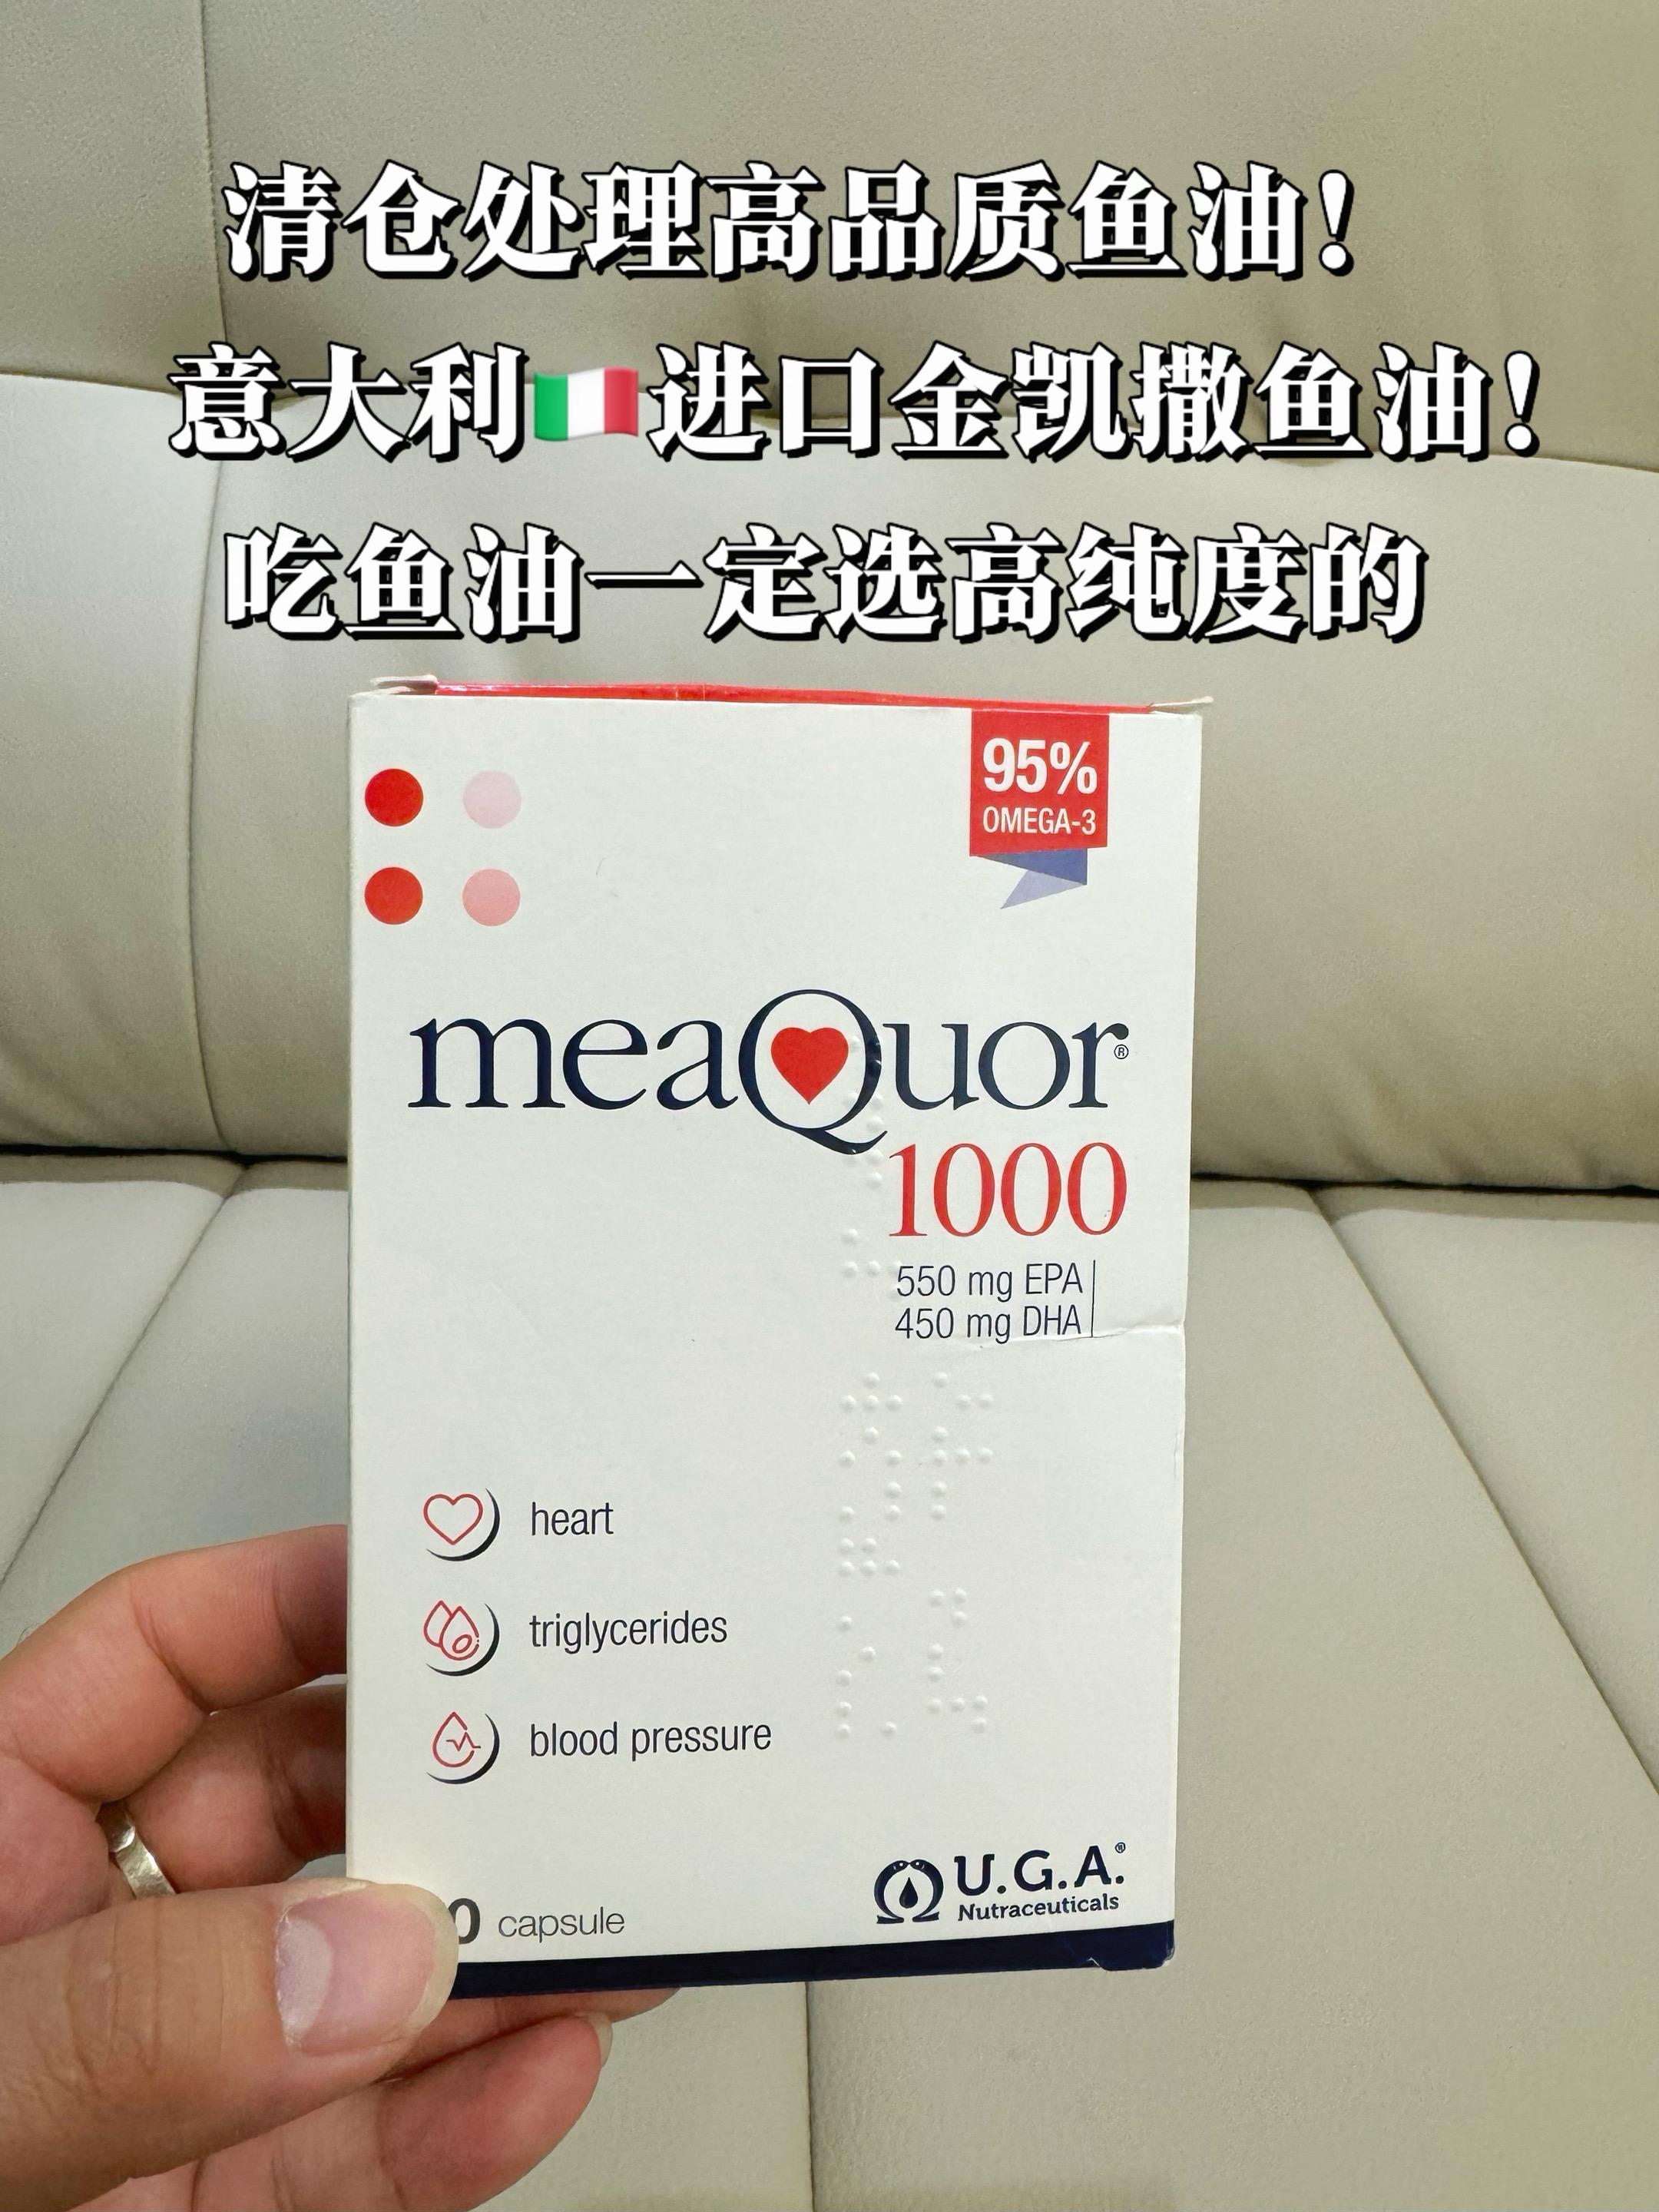 清仓处理高品质鱼油！
意大利🇮🇹进口金凯撒鱼油！
吃鱼油一定选高纯度的
95%
OMEGA-3
meaQuor®
1000
550 mg EPA
450 mg DHA
heart
triglycerides
blood pressure
U.G.A.®
Nutraceuticals
0 capsule